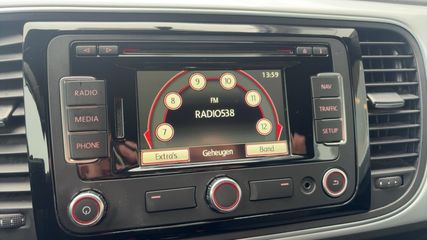 RADIO
MEDIA
PHONE
13:59
7
8
9
10
11
12
FM
RADIO538
Extra's
Geheugen
Band
NAV
TRAFFIC
SETUP